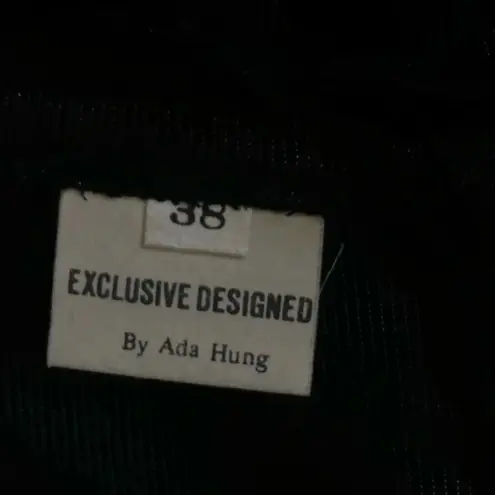 38
EXCLUSIVE DESIGNED
By Ada Hung